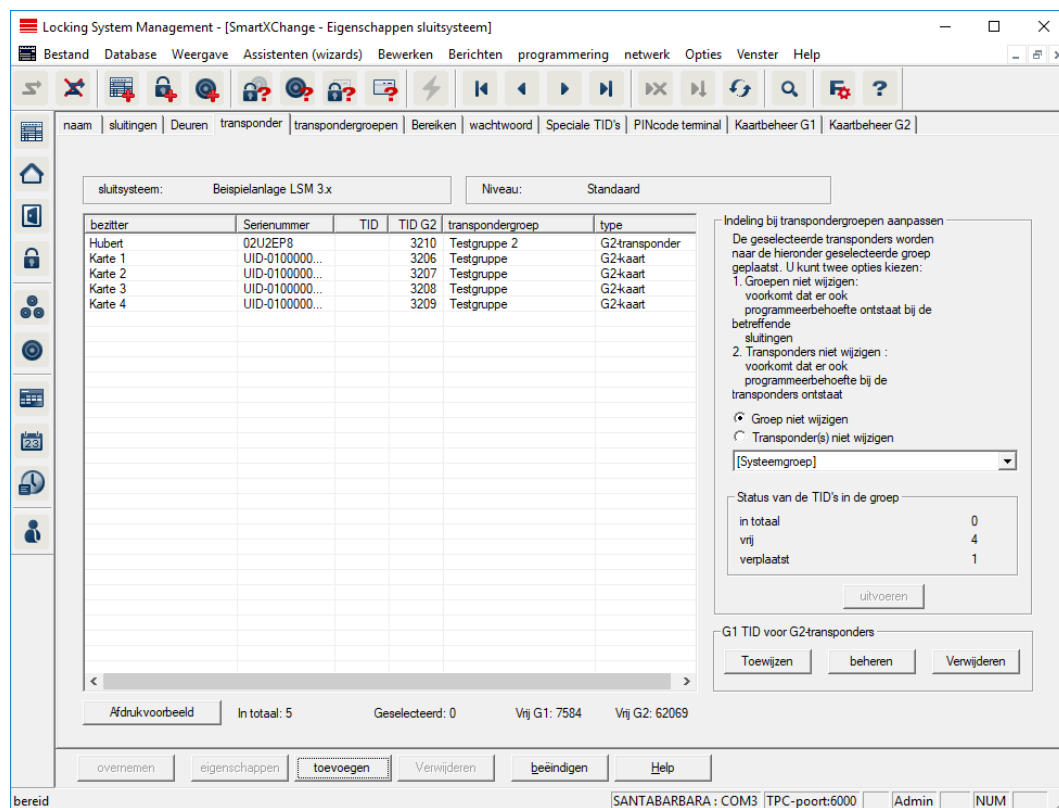 Locking System Management - [SmartXChange - Eigenschappen sluitsysteem]
Bestand Database Weergave Assistenten (wizards) Bewerken Berichten programmering netwerk Opties Venster Help
naam sluitingen Deuren transponder transpondergroepen Bereiken wachtwoord Speciale TID's PINcode terminal Kaartbeheer G1 Kaartbeheer G2
sluitsysteem: Beispielanlage LSM 3.x Niveau: Standaard
bezitter Serienummer TID TID G2 transpondergroep type
Hubert 02U2EP8 3210 Testgruppe 2 G2-transponder
Karte 1 UID-0100000... 3206 Testgruppe G2-kaart
Karte 2 UID-0100000... 3207 Testgruppe G2-kaart
Karte 3 UID-0100000... 3208 Testgruppe G2-kaart
Karte 4 UID-0100000... 3209 Testgruppe G2-kaart
Indeling bij transpondergroepen aanpassen
De geselecteerde transponders worden
naar de hieronder geselecteerde groep
geplaatst. U kunt twee opties kiezen:
1. Groepen niet wijzigen:
voorkomt dat er ook
programmeerbehoefte ontstaat bij de
betreffende
sluitingen
2. Transponders niet wijzigen :
voorkomt dat er ook
programmeerbehoefte bij de
transponders ontstaat
Groep niet wijzigen
Transponder(s) niet wijzigen
[Systeemgroep]
Status van de TID's in de groep
in totaal 0
vrij 4
verplaatst 1
uitvoeren
G1 TID voor G2-transponders
Toewijzen beheren Verwijderen
Afdrukvoorbeeld In totaal: 5 Geselecteerd: 0 Vrij G1: 7584 Vrij G2: 62069
overnemen eigenschappen toevoegen Verwijderen beëindigen Help
bereid SANTABARBARA : COM3 TPC-poort:6000 Admin NUM